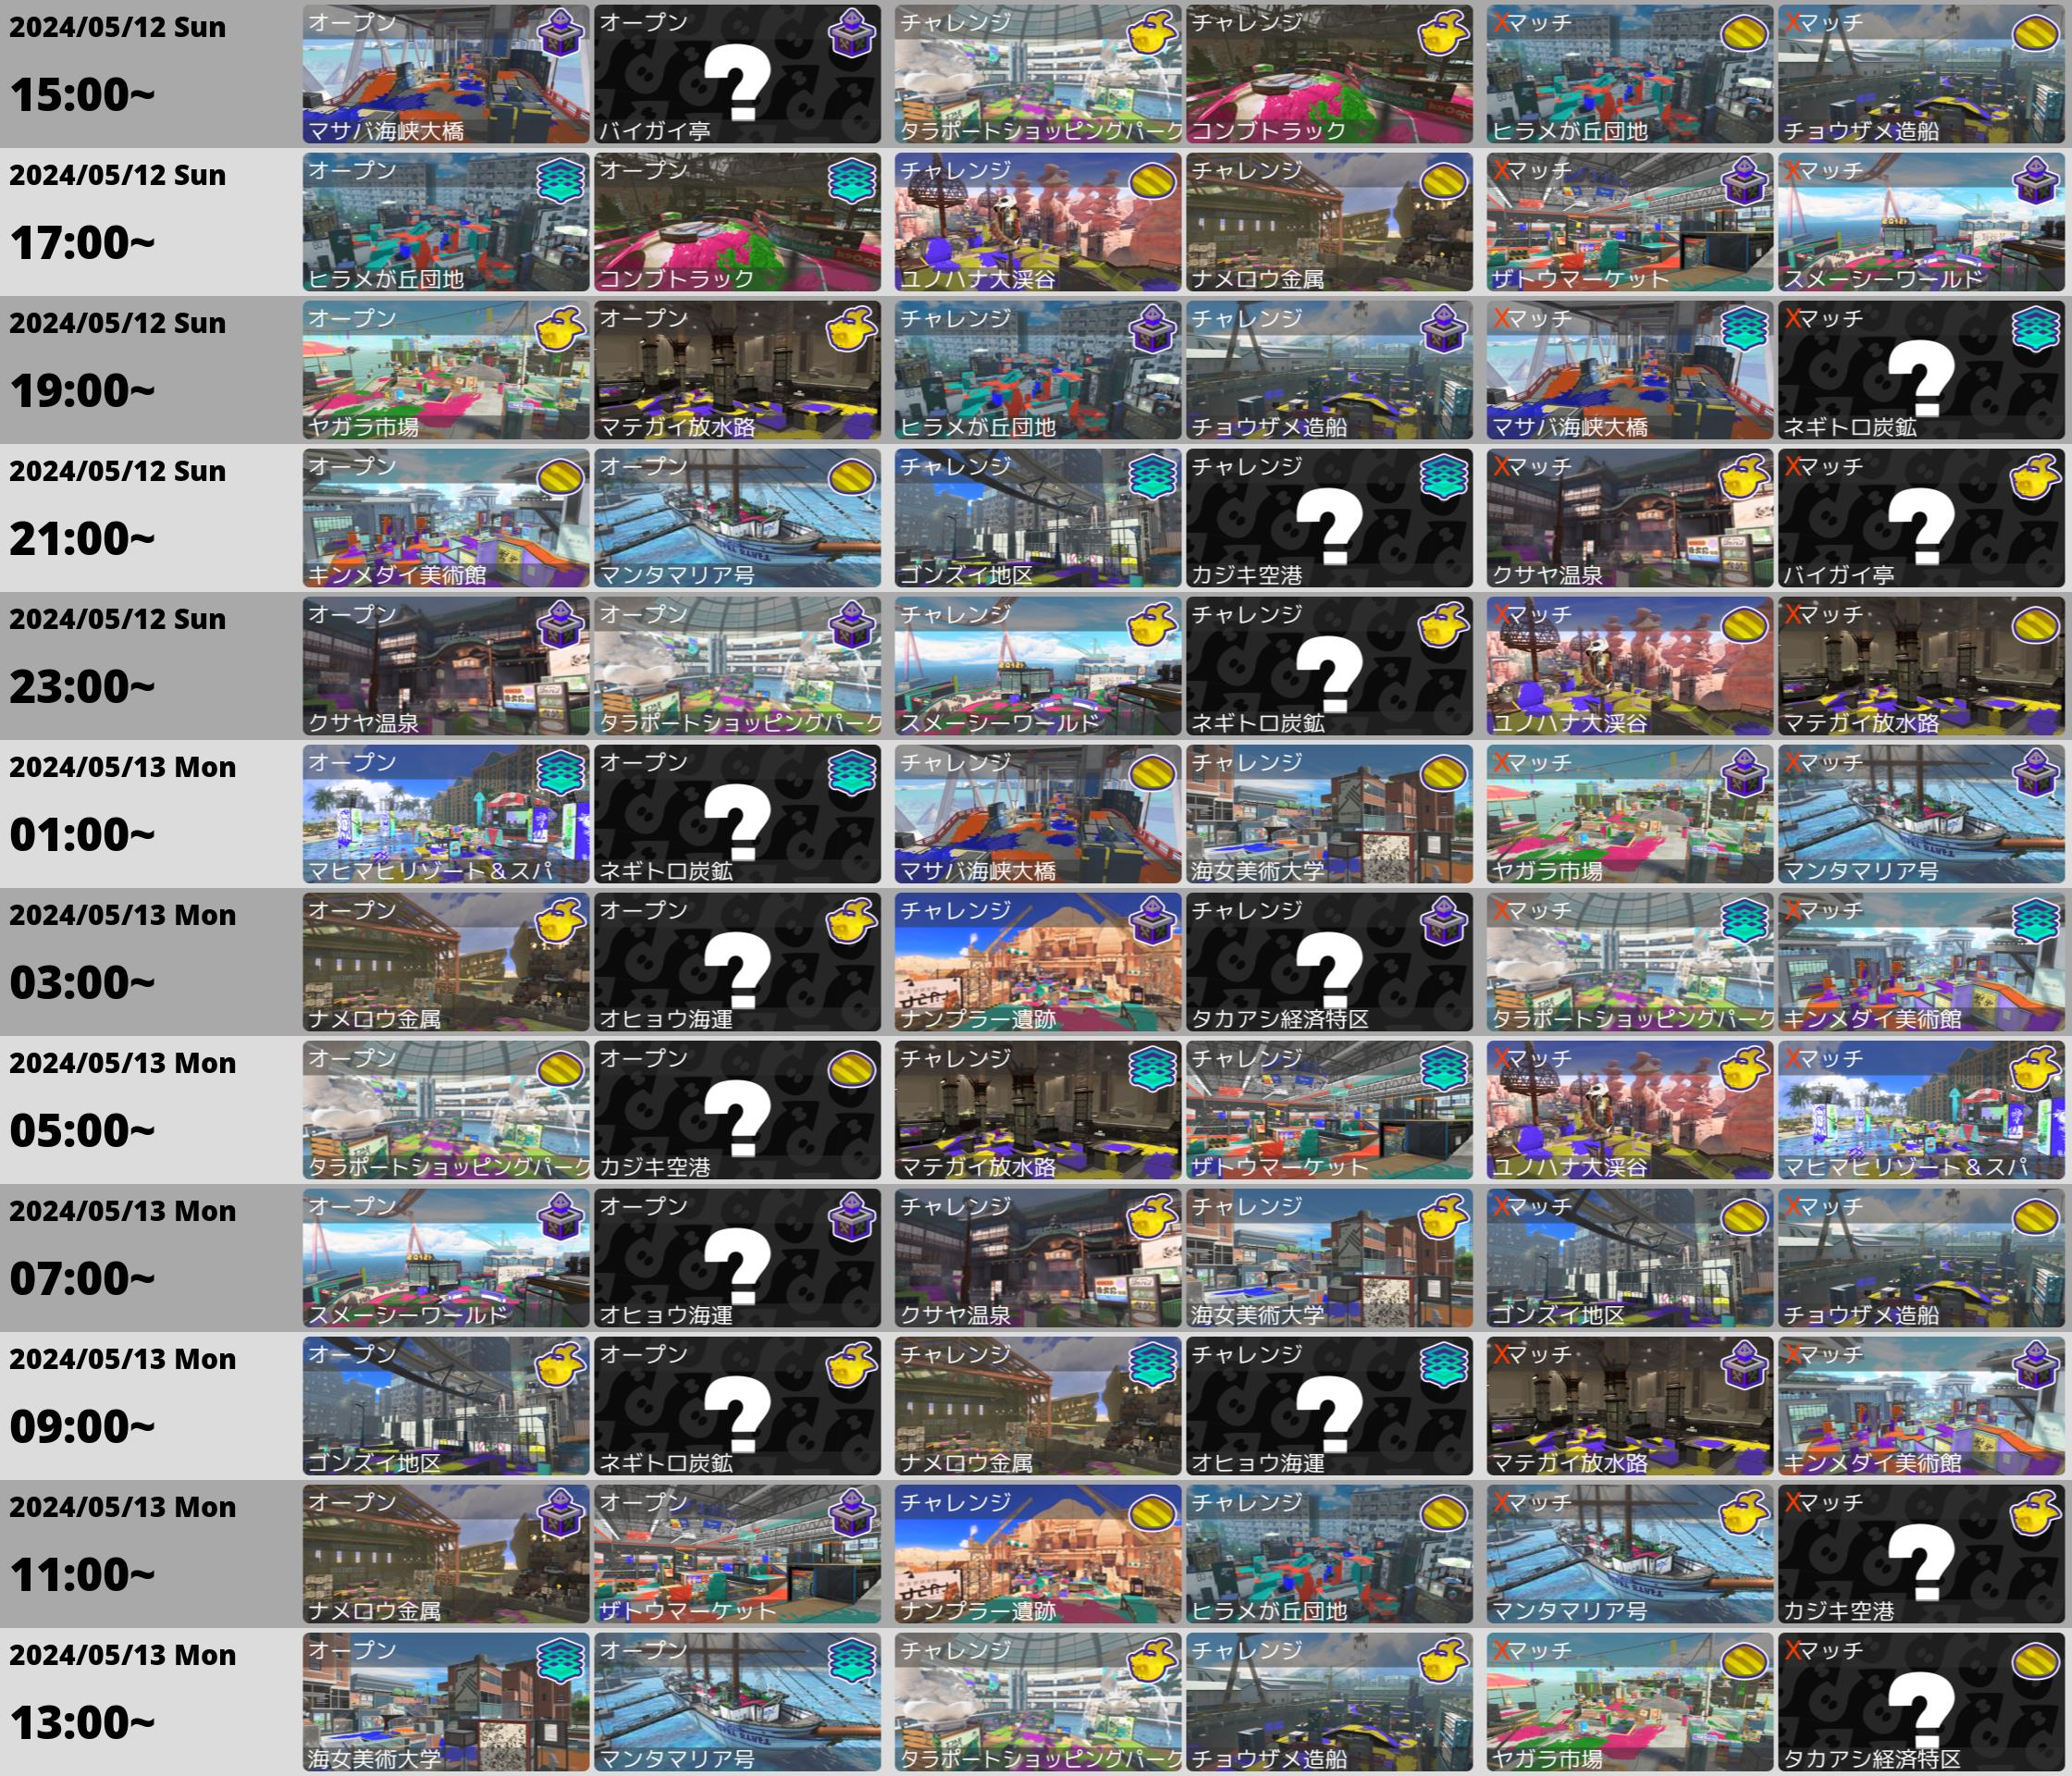 2024/05/12 Sun
15:00~
オープン オープン チャレンジ チャレンジ Xマッチ Xマッチ
マサバ海峡大橋 バイガイ亭 タラポートショッピングパーク コンブトラック ヒラメが丘団地 チョウザメ造船
2024/05/12 Sun
17:00~
オープン オープン チャレンジ チャレンジ Xマッチ Xマッチ
ヒラメが丘団地 コンブトラック ユノハナ大渓谷 ナメロウ金属 ザトウマーケット スメーシーワールド
2024/05/12 Sun
19:00~
オープン オープン チャレンジ チャレンジ Xマッチ Xマッチ
ヤガラ市場 マテガイ放水路 ヒラメが丘団地 チョウザメ造船 マサバ海峡大橋 ネギトロ炭鉱
2024/05/12 Sun
21:00~
オープン オープン チャレンジ チャレンジ Xマッチ Xマッチ
キンメダイ美術館 マンタマリア号 ゴンズイ地区 カジキ空港 クサヤ温泉 バイガイ亭
2024/05/12 Sun
23:00~
オープン オープン チャレンジ チャレンジ Xマッチ Xマッチ
クサヤ温泉 タラポートショッピングパーク スメーシーワールド ネギトロ炭鉱 ユノハナ大渓谷 マテガイ放水路
2024/05/13 Mon
01:00~
オープン オープン チャレンジ チャレンジ Xマッチ Xマッチ
マヒマヒリゾート＆スパ ネギトロ炭鉱 マサバ海峡大橋 海女美術大学 ヤガラ市場 マンタマリア号
2024/05/13 Mon
03:00~
オープン オープン チャレンジ チャレンジ Xマッチ Xマッチ
ナメロウ金属 オヒョウ海運 ナンプラー遺跡 タカアシ経済特区 タラポートショッピングパーク キンメダイ美術館
2024/05/13 Mon
05:00~
オープン オープン チャレンジ チャレンジ Xマッチ Xマッチ
タラポートショッピングパーク カジキ空港 マテガイ放水路 ザトウマーケット ユノハナ大渓谷 マヒマヒリゾート＆スパ
2024/05/13 Mon
07:00~
オープン オープン チャレンジ チャレンジ Xマッチ Xマッチ
スメーシーワールド オヒョウ海運 クサヤ温泉 海女美術大学 ゴンズイ地区 チョウザメ造船
2024/05/13 Mon
09:00~
オープン オープン チャレンジ チャレンジ Xマッチ Xマッチ
ゴンズイ地区 ネギトロ炭鉱 ナメロウ金属 オヒョウ海運 マテガイ放水路 キンメダイ美術館
2024/05/13 Mon
11:00~
オープン オープン チャレンジ チャレンジ Xマッチ Xマッチ
ナメロウ金属 ザトウマーケット ナンプラー遺跡 ヒラメが丘団地 マンタマリア号 カジキ空港
2024/05/13 Mon
13:00~
オープン オープン チャレンジ チャレンジ Xマッチ Xマッチ
海女美術大学 マンタマリア号 タラポートショッピングパーク チョウザメ造船 ヤガラ市場 タカアシ経済特区